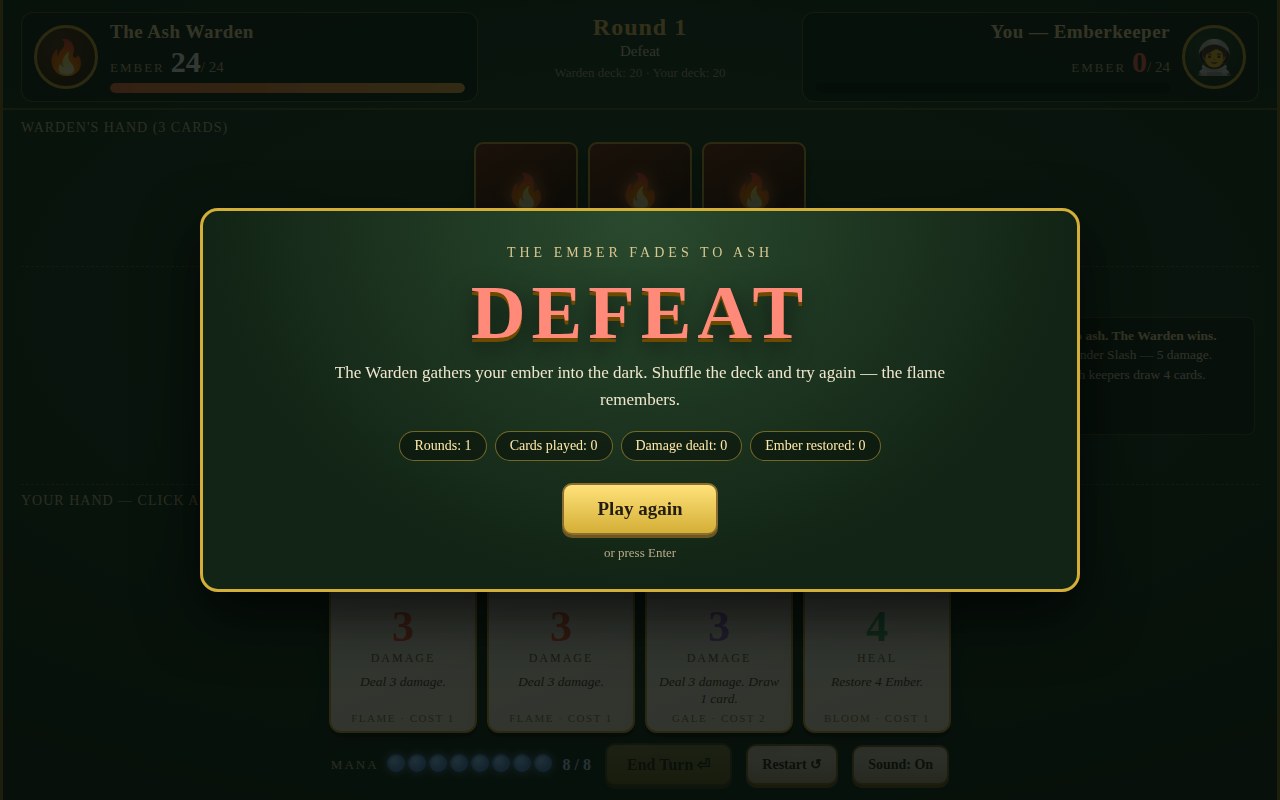 The Ash Warden
EMBER 24 / 24
Round 1
Defeat
Warden deck: 20 · Your deck: 20
You — Emberkeeper
EMBER 0 / 24
WARDEN'S HAND (3 CARDS)
THE EMBER FADES TO ASH
DEFEAT
The Warden gathers your ember into the dark. Shuffle the deck and try again — the flame
remembers.
Rounds: 1
Cards played: 0
Damage dealt: 0
Ember restored: 0
Play again
or press Enter
ash. The Warden wins.
Slash — 5 damage.
keepers draw 4 cards.
YOUR HAND — CLICK A
3
DAMAGE
Deal 3 damage.
FLAME · COST 1
3
DAMAGE
Deal 3 damage.
FLAME · COST 1
3
DAMAGE
Deal 3 damage. Draw
1 card.
GALE · COST 2
4
HEAL
Restore 4 Ember.
BLOOM · COST 1
MANA 8 / 8
End Turn ⏎
Restart ↺
Sound: On